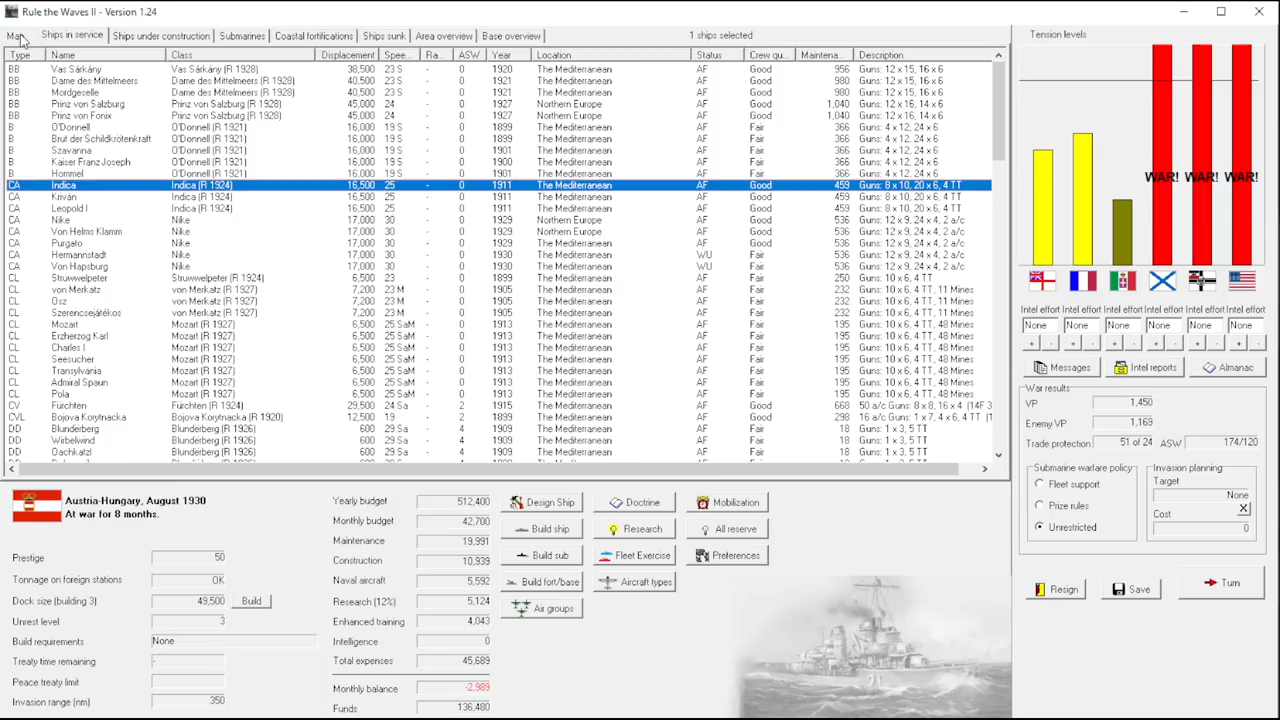 Rule the Waves II - Version 1.24
Ships in service Ships under construction Submarines Coastal fortifications Ships sunk Area overview Base overview 1 ships selected
Type Name Class Displacement Spee... Ra... ASW Year Location Status Crew qu... Maintena... Description
BB Vas Sárkány Vas Sárkány (R 1928) 38,500 23 S - 0 1920 The Mediterranean AF Good 956 Guns: 12 x 15, 16 x 6
BB Dame des Mittelmeers Dame des Mittelmeers (R 1928) 40,500 23 S - 0 1921 The Mediterranean AF Good 980 Guns: 12 x 16, 16 x 6
BB Mordgeselle Dame des Mittelmeers (R 1928) 40,500 23 S - 0 1921 The Mediterranean AF Good 980 Guns: 12 x 16, 16 x 6
BB Prinz von Salzburg Prinz von Salzburg (R 1928) 45,000 24 - 0 1927 Northern Europe AF Good 1,040 Guns: 12 x 16, 14 x 6
BB Prinz von Fonix Prinz von Salzburg (R 1928) 45,000 24 - 0 1927 Northern Europe AF Good 1,040 Guns: 12 x 16, 14 x 6
B O'Donnell O'Donnell (R 1921) 16,000 19 S - 0 1899 The Mediterranean AF Fair 366 Guns: 4 x 12, 24 x 6
B Brut der Schildkrötenkraft O'Donnell (R 1921) 16,000 19 S - 0 1899 The Mediterranean AF Fair 366 Guns: 4 x 12, 24 x 6
B Szavanna O'Donnell (R 1921) 16,000 19 S - 0 1899 The Mediterranean AF Fair 366 Guns: 4 x 12, 24 x 6
B Kaiser Franz Joseph O'Donnell (R 1921) 16,000 19 S - 0 1900 The Mediterranean AF Fair 366 Guns: 4 x 12, 24 x 6
B Hommel O'Donnell (R 1921) 16,000 19 S - 0 1901 The Mediterranean AF Fair 366 Guns: 4 x 12, 24 x 6
CA Indica Indica (R 1924) 16,500 25 - 0 1911 The Mediterranean AF Good 459 Guns: 8 x 10, 20 x 6, 4 TT
CA Kriván Indica (R 1924) 16,500 25 - 0 1911 The Mediterranean AF Good 459 Guns: 8 x 10, 20 x 6, 4 TT
CA Leopold I Indica (R 1924) 16,500 25 - 0 1911 The Mediterranean AF Good 459 Guns: 8 x 10, 20 x 6, 4 TT
CA Nike Nike 17,000 30 - 0 1929 Northern Europe AF Good 536 Guns: 12 x 9, 24 x 4, 2 a/c
CA Von Helms Klamm Nike 17,000 30 - 0 1929 Northern Europe AF Good 536 Guns: 12 x 9, 24 x 4, 2 a/c
CA Purgato Nike 17,000 30 - 0 1929 The Mediterranean AF Good 536 Guns: 12 x 9, 24 x 4, 2 a/c
CA Hermannstadt Nike 17,000 30 - 0 1929 The Mediterranean WU Fair 536 Guns: 12 x 9, 24 x 4, 2 a/c
CA Von Hapsburg Nike 17,000 30 - 0 1929 The Mediterranean WU Fair 536 Guns: 12 x 9, 24 x 4, 2 a/c
CL Struwwelpeter Struwwelpeter (R 1924) 6,500 23 - 0 1899 The Mediterranean AF Fair 250 Guns: 10 x 6, 4 TT
CL von Merkatz von Merkatz (R 1926) 7,200 23 M - 0 1905 The Mediterranean AF Fair 232 Guns: 10 x 6, 4 TT, 11 Mines
CL Osz von Merkatz (R 1926) 7,200 23 M - 0 1905 The Mediterranean AF Fair 232 Guns: 10 x 6, 4 TT, 11 Mines
CL Szerencsejátékos von Merkatz (R 1926) 7,200 23 M - 0 1905 The Mediterranean AF Fair 232 Guns: 10 x 6, 4 TT, 11 Mines
CL Mozart Mozart (R 1927) 6,500 25 SaM - 0 1913 The Mediterranean AF Fair 195 Guns: 10 x 6, 4 TT, 48 Mines
CL Erzherzog Karl Mozart (R 1927) 6,500 25 SaM - 0 1913 The Mediterranean AF Fair 195 Guns: 10 x 6, 4 TT, 48 Mines
CL Charles I Mozart (R 1927) 6,500 25 SaM - 0 1913 The Mediterranean AF Fair 195 Guns: 10 x 6, 4 TT, 48 Mines
CL Seesucher Mozart (R 1927) 6,500 25 SaM - 0 1913 The Mediterranean AF Fair 195 Guns: 10 x 6, 4 TT, 48 Mines
CL Transylvania Mozart (R 1927) 6,500 25 SaM - 0 1913 The Mediterranean AF Fair 195 Guns: 10 x 6, 4 TT, 48 Mines
CL Admiral Spaun Mozart (R 1927) 6,500 25 SaM - 0 1913 The Mediterranean AF Fair 195 Guns: 10 x 6, 4 TT, 48 Mines
CL Pola Mozart (R 1927) 6,500 25 SaM - 0 1913 The Mediterranean AF Fair 195 Guns: 10 x 6, 4 TT, 48 Mines
CV Fürchten Fürchten (R 1924) 29,500 24 Sa - 2 1915 The Mediterranean AF Good 668 50 a/c Guns: 8 x 8, 16 x 4 (14F 3
CVL Bojova Korytnacka Bojova Korytnacka 12,500 19 - 2 1899 The Mediterranean AF Good 298 16 a/c Guns: 1 x 7, 4 x 6, 4 TT (1
DD Blunderberg Blunderberg (R 1926) 600 29 Sa - 4 1909 The Mediterranean AF Fair 18 Guns: 1 x 3, 5 TT
DD Wirbelwind Blunderberg (R 1926) 600 29 Sa - 4 1909 The Mediterranean AF Fair 18 Guns: 1 x 3, 5 TT
DD Dachkatzl Blunderberg (R 1926) 600 29 Sa - 4 1909 The Mediterranean AF Fair 18 Guns: 1 x 3, 5 TT
Tension levels
WAR! WAR! WAR!
Intel effort Intel effort Intel effort Intel effort Intel effort Intel effort
None None None None None None
+ - + - + - + - + - + -
Messages Intel reports Almanac
War results
VP 1,450
Enemy VP 1,169
Trade protection 51 of 24 ASW 174/120
Submarine warfare policy
Fleet support
Prize rules
Unrestricted
Invasion planning
Target
None
Cost X
0
Resign Save Turn
Austria-Hungary, August 1930
At war for 8 months.
Prestige 50
Tonnage on foreign stations OK
Dock size (building 3) 49,500 Build
Unrest level 3
Build requirements None
Treaty time remaining -
Peace treaty limit
Invasion range (nm) 350
Yearly budget 512,400
Monthly budget 42,700
Maintenance 19,991
Construction 10,939
Naval aircraft 5,592
Research (12%) 5,124
Enhanced training 4,043
Intelligence 0
Total expenses 45,689
Monthly balance -2,989
Funds 136,480
Design Ship Doctrine Mobilization
Build ship Research All reserve
Build sub Fleet Exercise Preferences
Build fort/base Aircraft types
Air groups